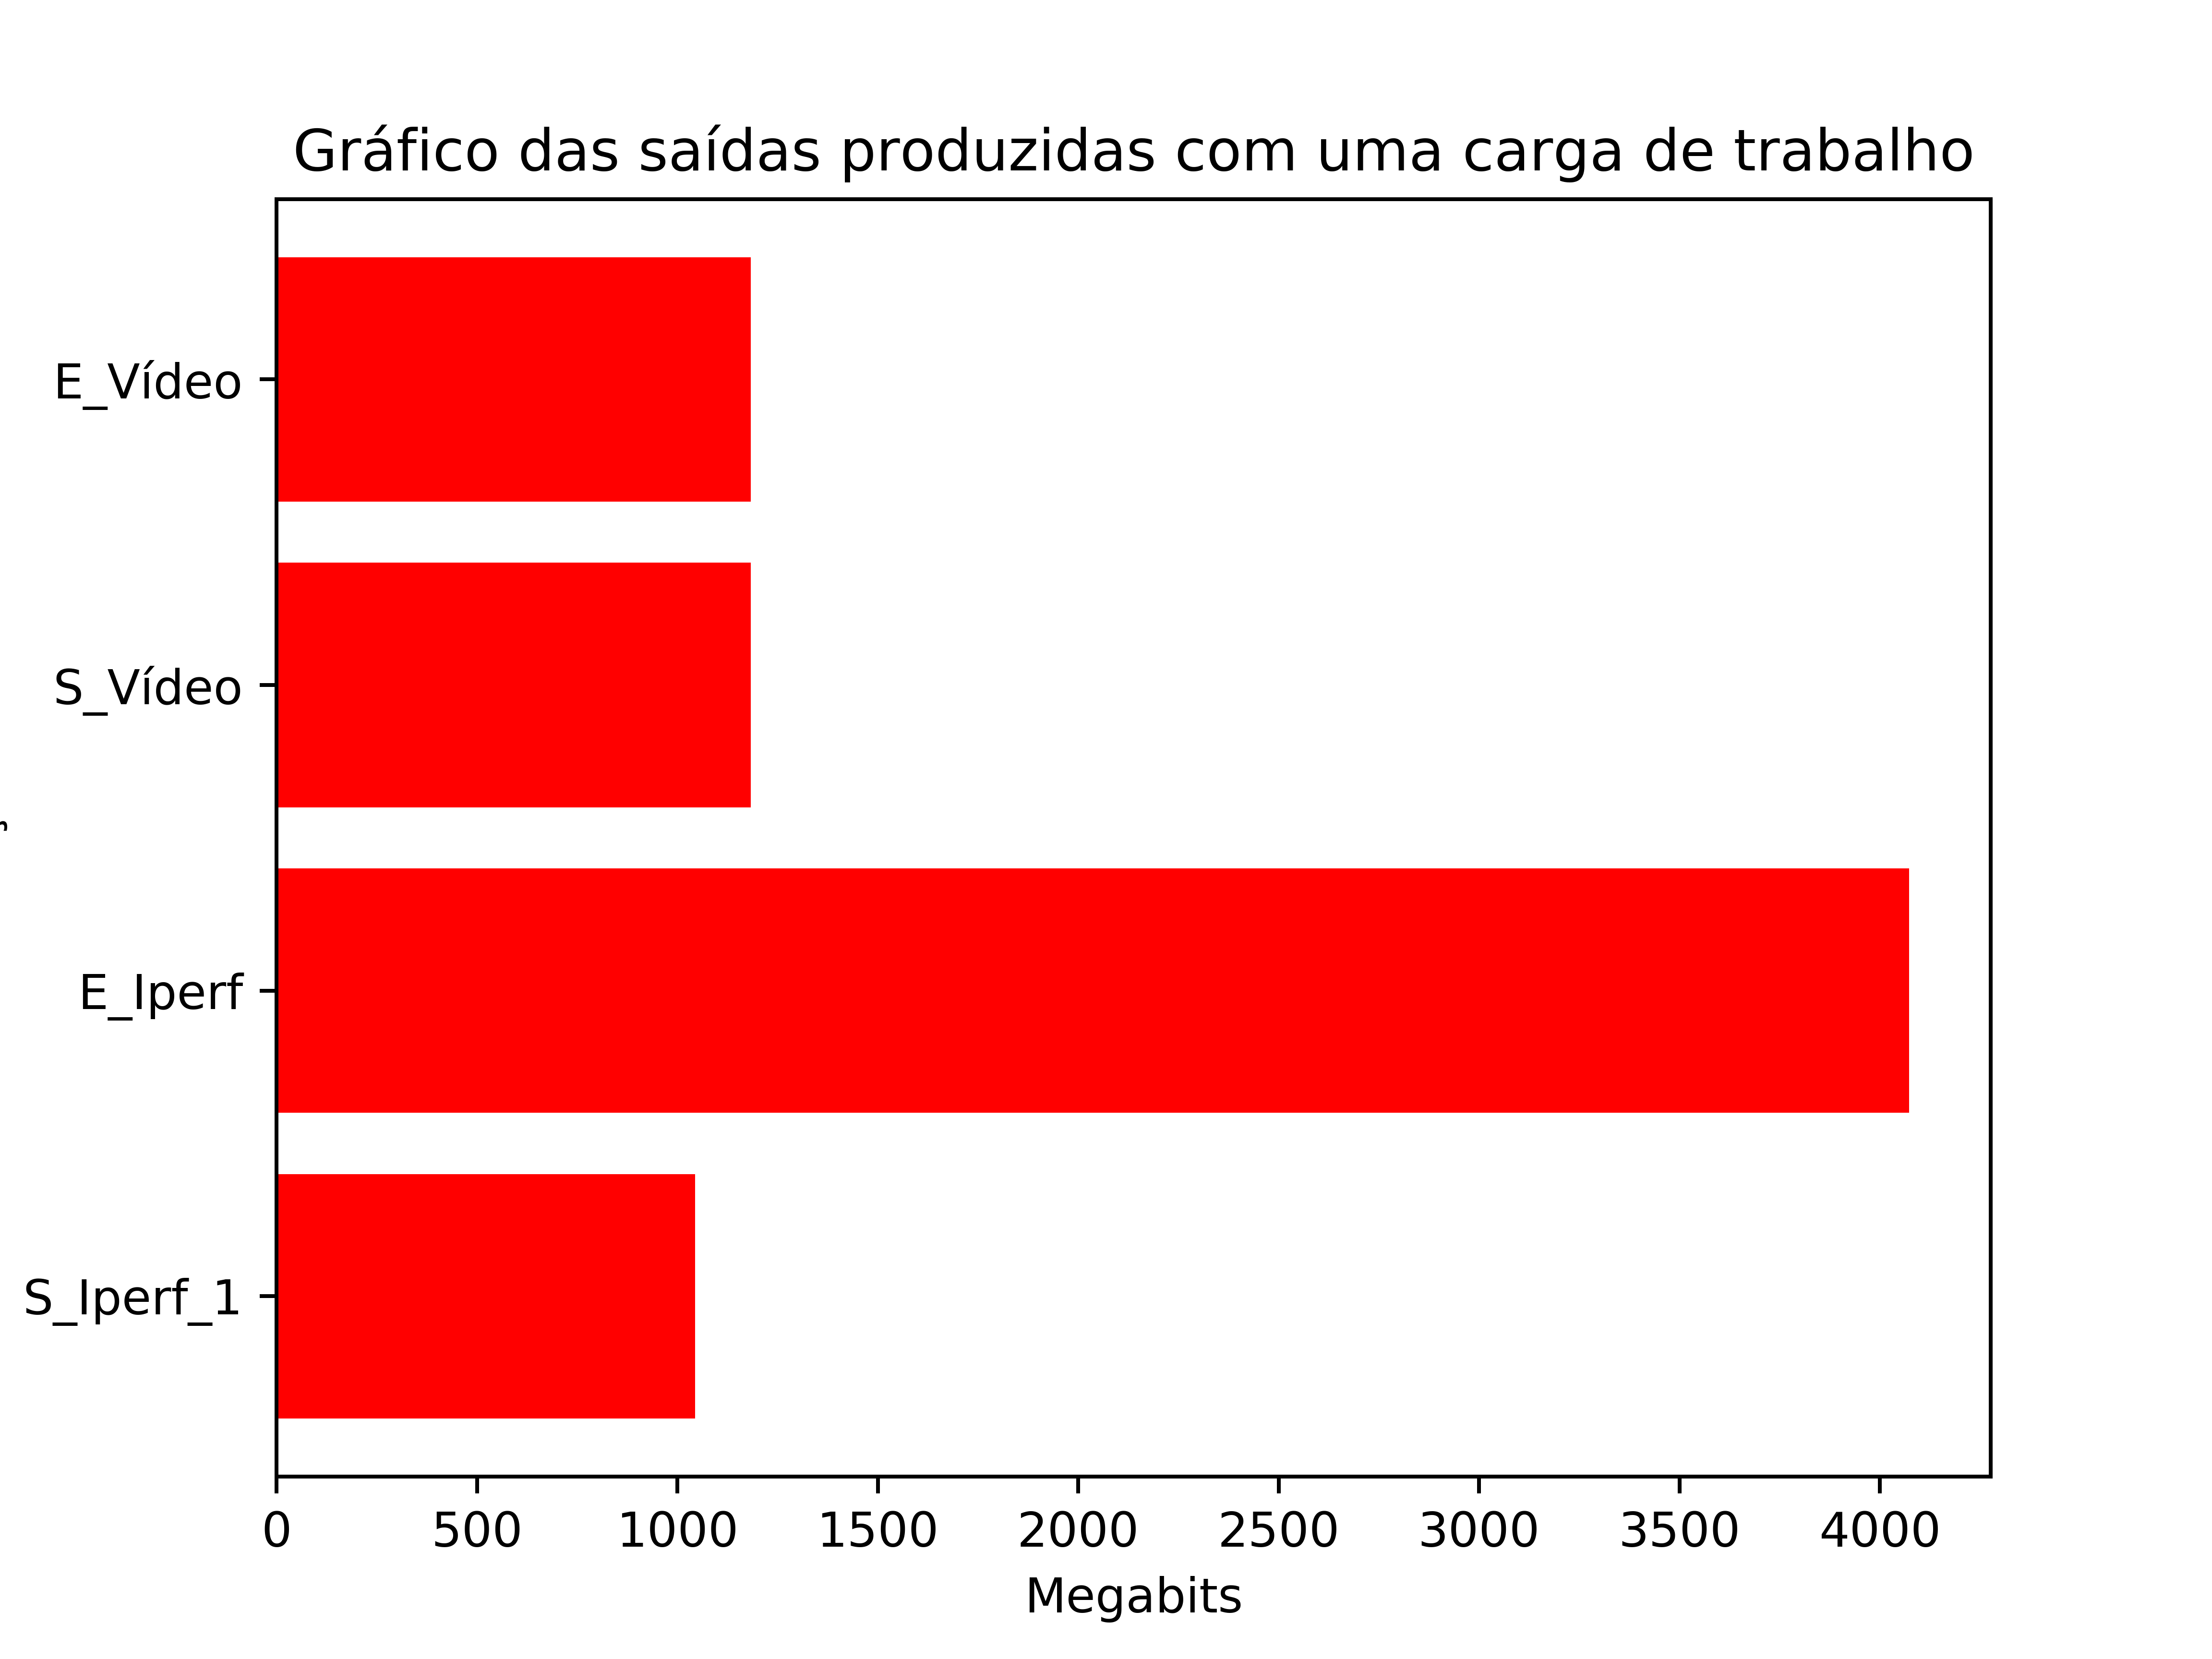 Gráfico das saídas produzidas com uma carga de trabalho
E_Vídeo
S_Vídeo
E_Iperf
S_Iperf_1
0 500 1000 1500 2000 2500 3000 3500 4000
Megabits